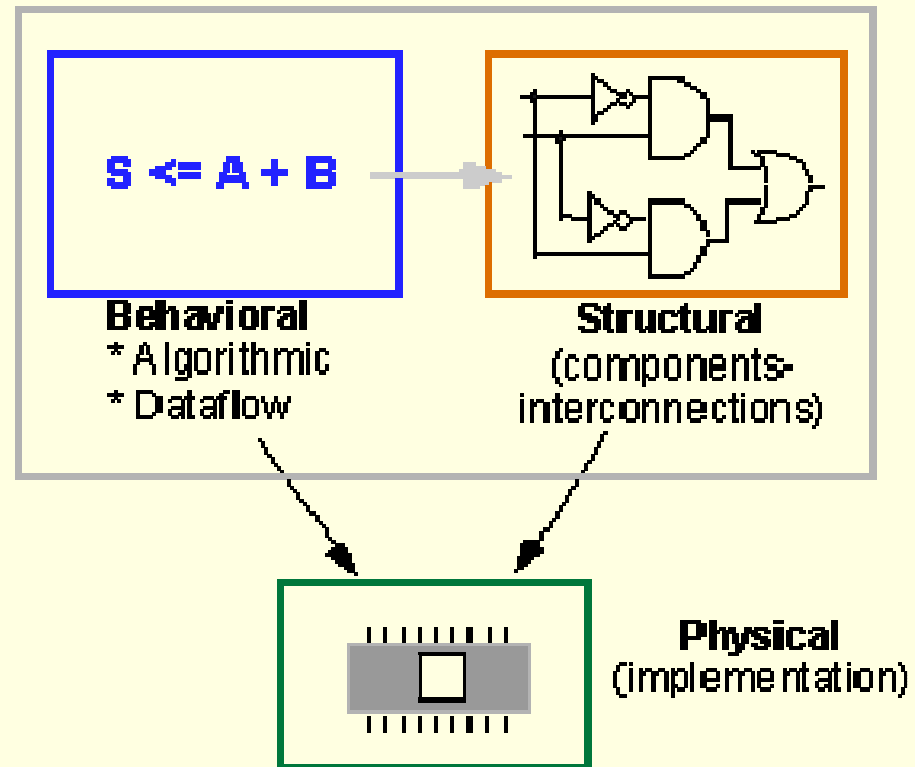 S <= A + B
Behavioral
* Algorithmic
* Dataflow
Structural
(components-
interconnections)
Physical
(implementation)